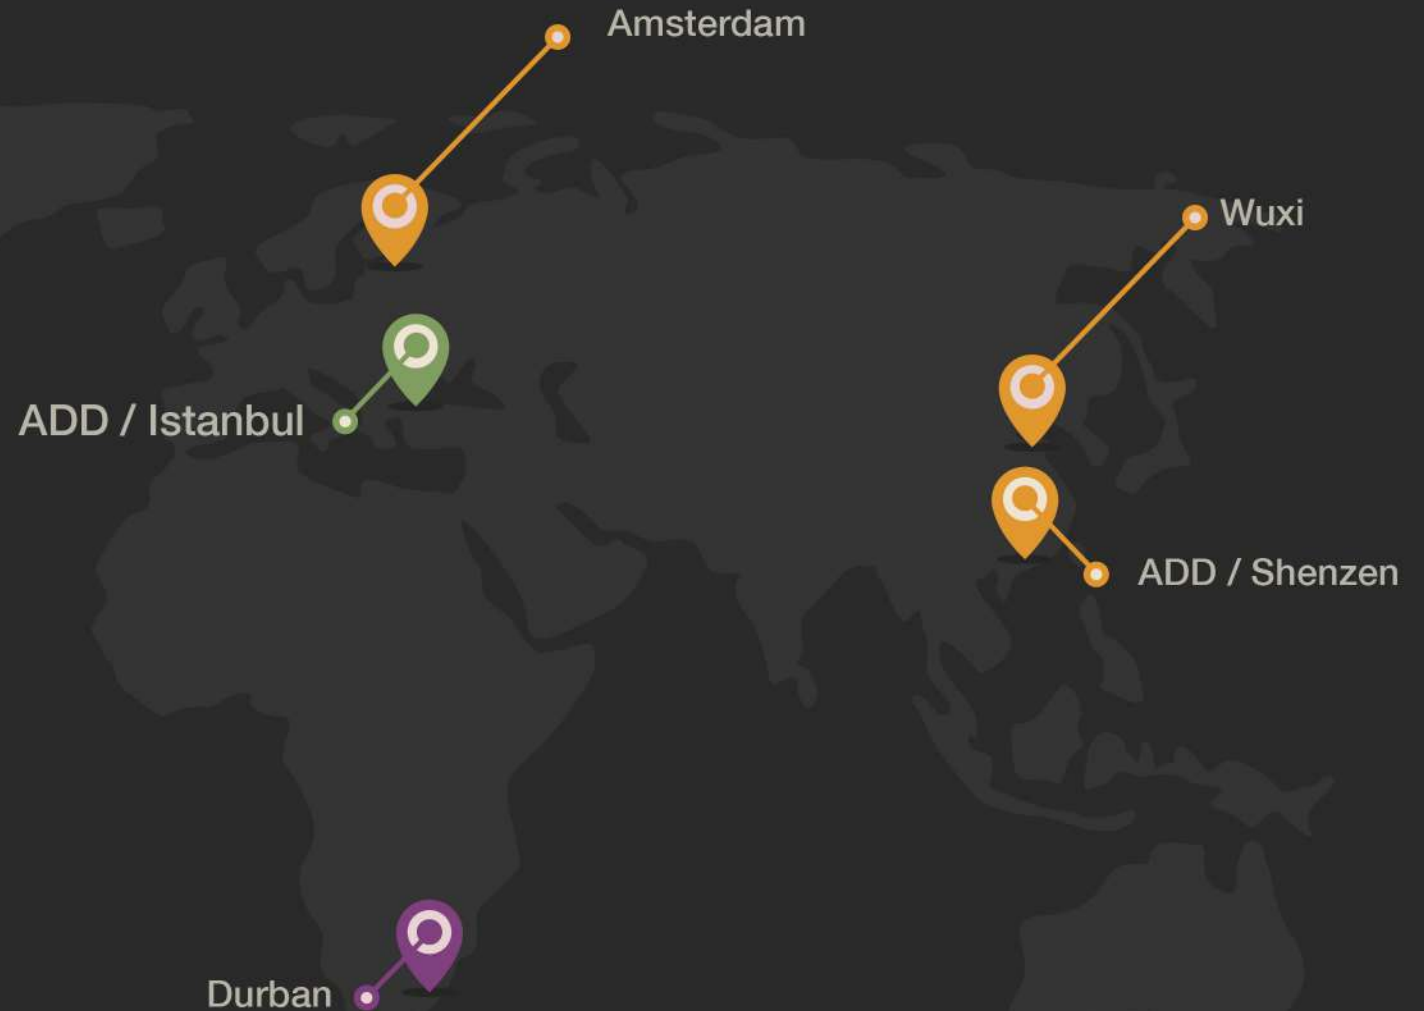 Amsterdam
Wuxi
ADD / Istanbul
ADD / Shenzen
Durban